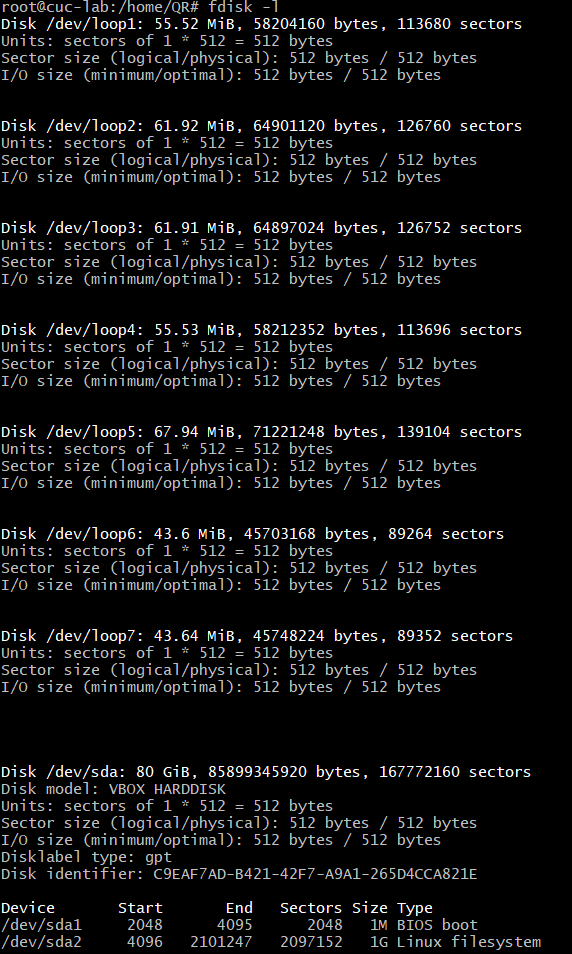 root@cuc-lab:/home/QR# fdisk -l
Disk /dev/loop1: 55.52 MiB, 58204160 bytes, 113680 sectors
Units: sectors of 1 * 512 = 512 bytes
Sector size (logical/physical): 512 bytes / 512 bytes
I/O size (minimum/optimal): 512 bytes / 512 bytes
Disk /dev/loop2: 61.92 MiB, 64901120 bytes, 126760 sectors
Units: sectors of 1 * 512 = 512 bytes
Sector size (logical/physical): 512 bytes / 512 bytes
I/O size (minimum/optimal): 512 bytes / 512 bytes
Disk /dev/loop3: 61.91 MiB, 64897024 bytes, 126752 sectors
Units: sectors of 1 * 512 = 512 bytes
Sector size (logical/physical): 512 bytes / 512 bytes
I/O size (minimum/optimal): 512 bytes / 512 bytes
Disk /dev/loop4: 55.53 MiB, 58212352 bytes, 113696 sectors
Units: sectors of 1 * 512 = 512 bytes
Sector size (logical/physical): 512 bytes / 512 bytes
I/O size (minimum/optimal): 512 bytes / 512 bytes
Disk /dev/loop5: 67.94 MiB, 71221248 bytes, 139104 sectors
Units: sectors of 1 * 512 = 512 bytes
Sector size (logical/physical): 512 bytes / 512 bytes
I/O size (minimum/optimal): 512 bytes / 512 bytes
Disk /dev/loop6: 43.6 MiB, 45703168 bytes, 89264 sectors
Units: sectors of 1 * 512 = 512 bytes
Sector size (logical/physical): 512 bytes / 512 bytes
I/O size (minimum/optimal): 512 bytes / 512 bytes
Disk /dev/loop7: 43.64 MiB, 45748224 bytes, 89352 sectors
Units: sectors of 1 * 512 = 512 bytes
Sector size (logical/physical): 512 bytes / 512 bytes
I/O size (minimum/optimal): 512 bytes / 512 bytes
Disk /dev/sda: 80 GiB, 85899345920 bytes, 167772160 sectors
Disk model: VBOX HARDDISK
Units: sectors of 1 * 512 = 512 bytes
Sector size (logical/physical): 512 bytes / 512 bytes
I/O size (minimum/optimal): 512 bytes / 512 bytes
Disklabel type: gpt
Disk identifier: C9EAF7AD-B421-42F7-A9A1-265D4CCA821E
Device Start End Sectors Size Type
/dev/sda1 2048 4095 2048 1M BIOS boot
/dev/sda2 4096 2101247 2097152 1G Linux filesystem